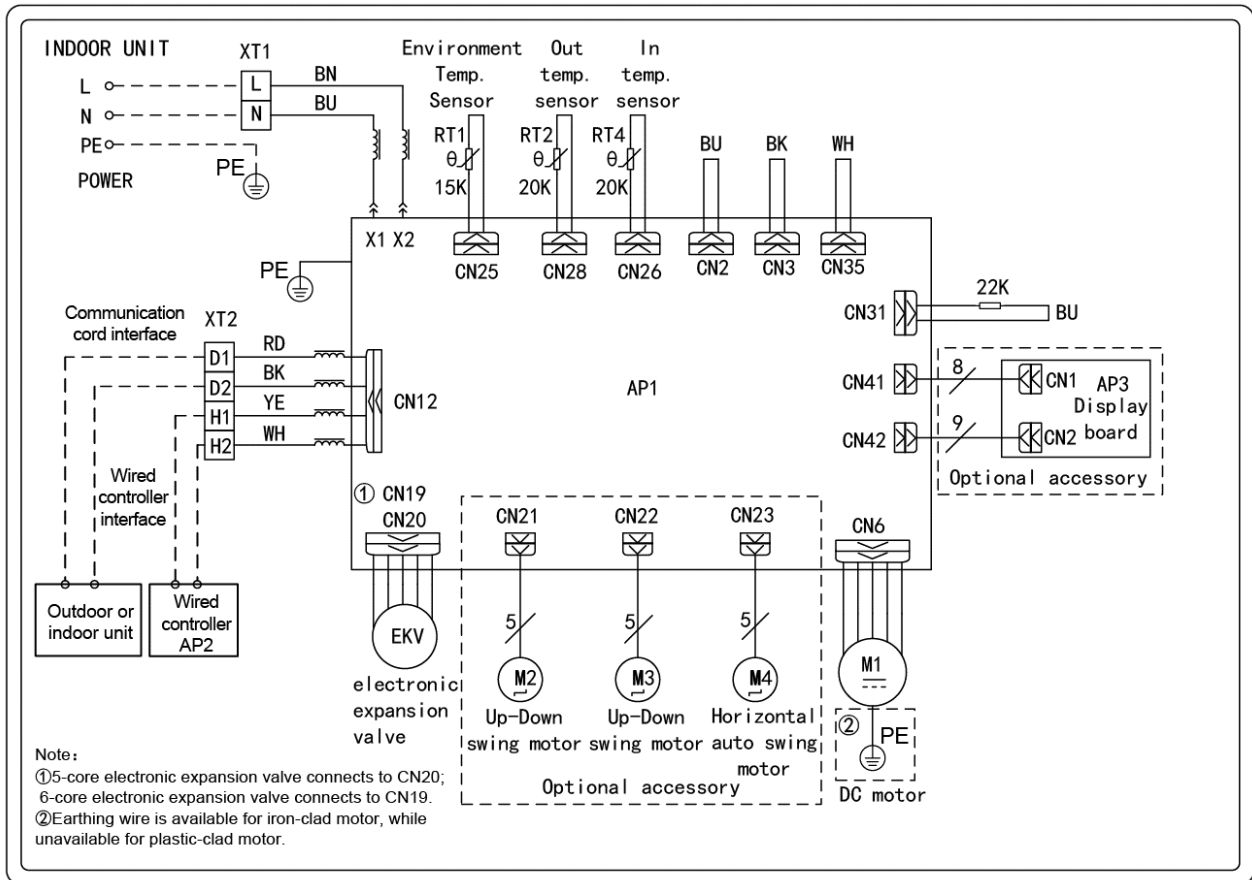 INDOOR UNIT
XT1
L
L
BN
N
N
BU
PE
PE
POWER
Environment
Temp.
Sensor
Out
temp.
sensor
In
temp.
sensor
RT1
θ
15K
RT2
θ
20K
RT4
θ
20K
BU
BK
WH
X1 X2
CN25
CN28
CN26
CN2
CN3
CN35
PE
CN31
22K
BU
Communication
cord interface
XT2
D1
RD
D2
BK
H1
YE
H2
WH
CN12
AP1
CN41
8
CN1
CN42
9
CN2
AP3
Display
board
Optional accessory
Wired
controller
interface
Outdoor or
indoor unit
Wired
controller
AP2
① CN19
CN20
EKV
electronic
expansion
valve
CN21
CN22
CN23
5
5
5
M2
M3
M4
Up-Down
swing motor
Up-Down
swing motor
Horizontal
auto swing
motor
Optional accessory
CN6
M1
②
PE
DC motor
Note:
①5-core electronic expansion valve connects to CN20;
6-core electronic expansion valve connects to CN19.
②Earthing wire is available for iron-clad motor, while
unavailable for plastic-clad motor.